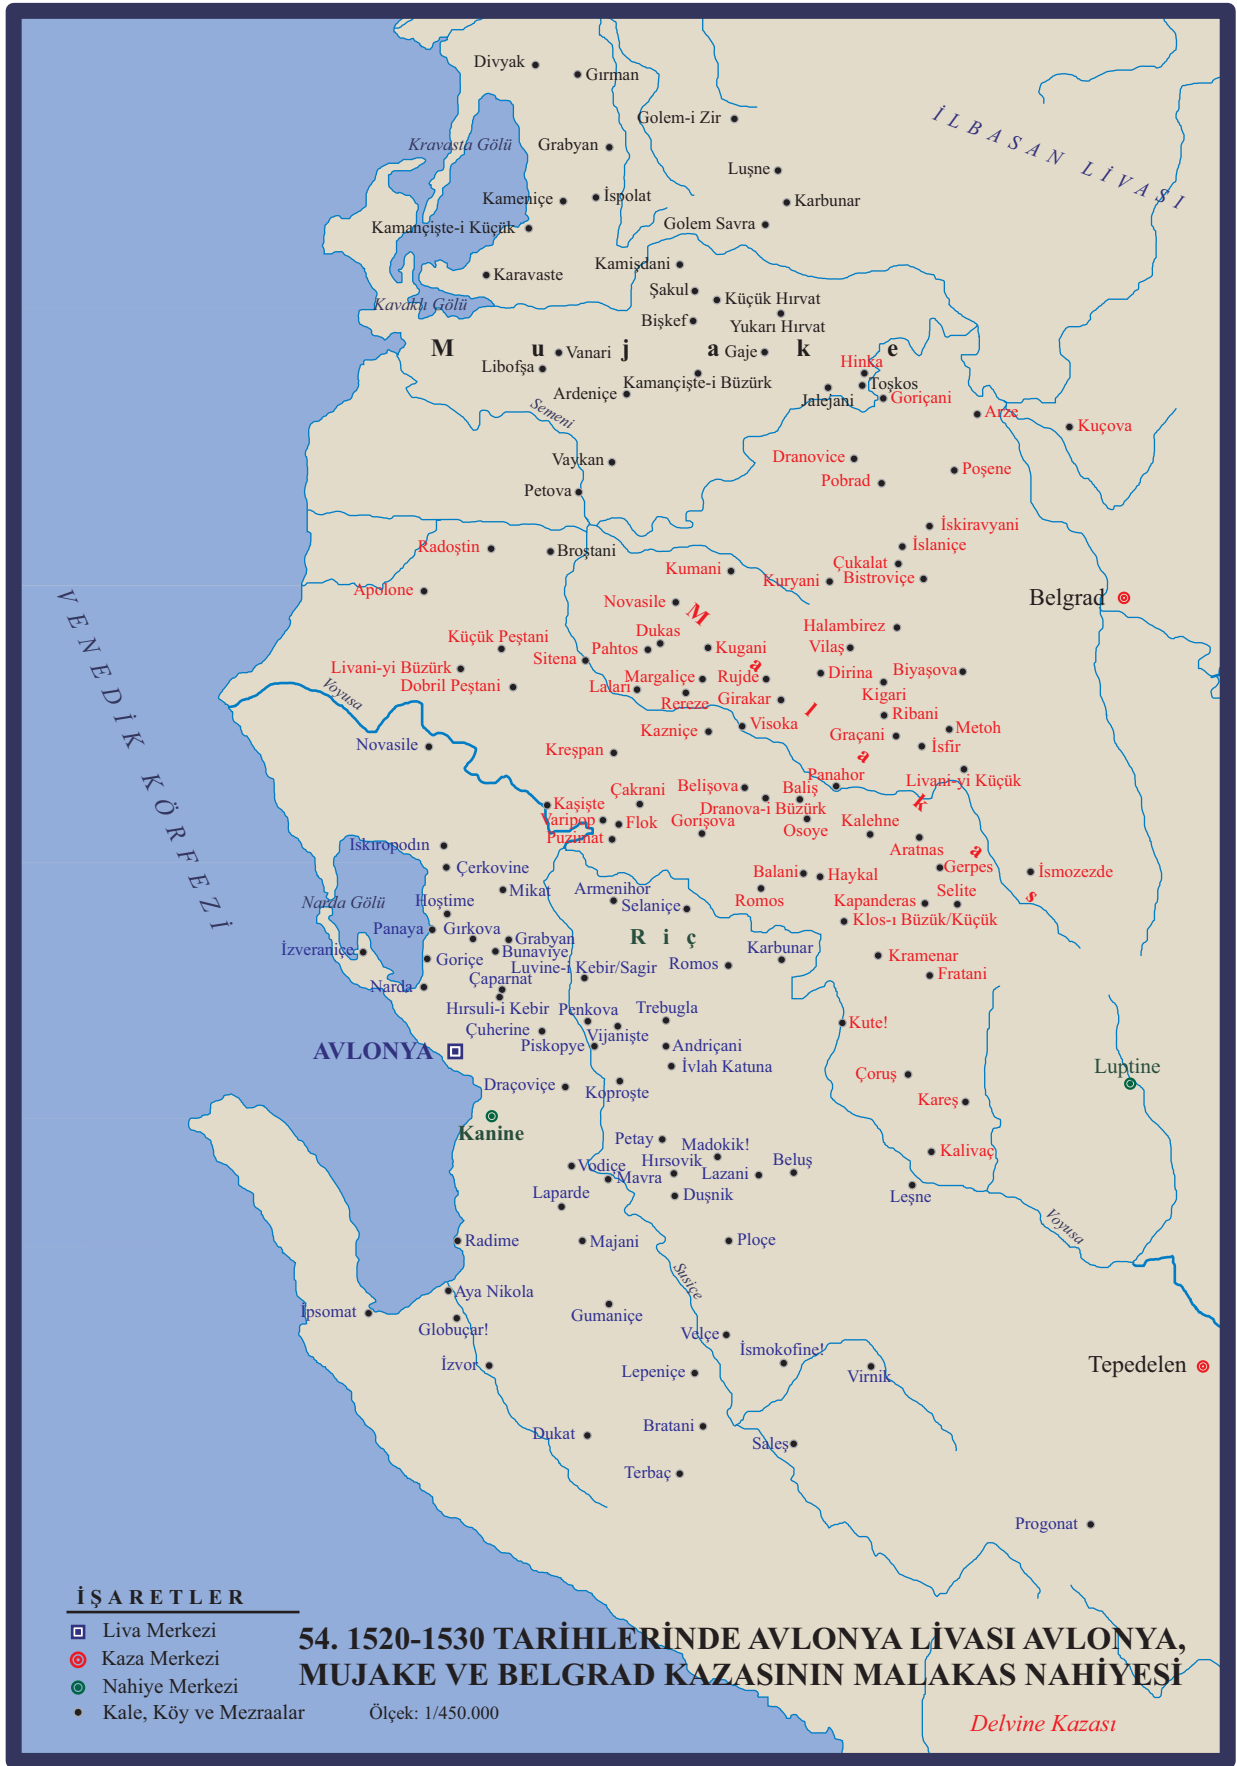 Divyak
Gırman
Golem-i Zir
İLBASAN LİVASI
Kravasta Gölü
Grabyan
Luşne
Kameniçe
İspolat
Karbunar
Kamançişte-i Küçük
Golem Savra
Kamişdani
Karavaste
Şakul
Küçük Hırvat
Kavaklı Gölü
Bişkef
Yukarı Hırvat
Mujake
Vanari
Gaje
Hinka
Libofşa
Kamançişte-i Büzürk
Toşkos
Ardeniçe
Jalejani
Goriçani
Semeni
Arze
Kuçova
Dranovice
Vaykan
Poşene
Pobrad
Petova
İskiravyani
Radoştin
Broştani
İslaniçe
Çukalat
Kumani
Kuryani
Bistroviçe
Apolone
Belgrad
Novasile
Malakas
VENEDİK KÖRFEZİ
Halambirez
Dukas
Küçük Peştani
Pahtos
Kugani
Vilaş
Sitena
Livani-yi Büzürk
Margaliçe
Rujde
Dirina
Biyaşova
Dobril Peştani
Lalari
Rereze
Girakar
Kigari
Voyusa
Ribani
Kazniçe
Visoka
Metoh
Graçani
Novasile
İsfir
Kreşpan
Panahor
Livani-yi Küçük
Çakrani
Belişova
Baliş
Kaşişte
Dranova-i Büzürk
Varipop
Flok
Gorişova
Osoye
Kalehne
Puzimat
Iskıropodın
Aratnas
Çerkovine
Gerpes
İsmozezde
Balani
Haykal
Mikat
Armenihor
Selite
Narda Gölü
Hoştime
Selaniçe
Romos
Kapanderas
Klos-ı Büzük/Küçük
Panaya
Gırkova
Grabyan
Riç
İzveraniçe
Bunaviye
Karbunar
Goriçe
Luvine-i Kebir/Sagir
Romos
Kramenar
Çaparnat
Fratani
Narda
Hırsuli-i Kebir
Penkova
Trebugla
Çuherine
Vijanişte
Kute!
Piskopye
Andriçani
AVLONYA
İvlah Katuna
Luptine
Çoruş
Draçoviçe
Koproşte
Kareş
Kanine
Petay
Madokik!
Kalivaç
Vodiçe
Hırsovik
Beluş
Mavra
Lazani
Laparde
Duşnik
Leşne
Radime
Majani
Ploçe
Voyusa
Susiçe
Aya Nikola
İpsomat
Gumaniçe
Globuçar!
Velçe
İsmokofine!
İzvor
Lepeniçe
Virnik
Tepedelen
Dukat
Bratani
Saleş
Terbaç
Progonat
İŞARETLER
Liva Merkezi
Kaza Merkezi
Nahiye Merkezi
Kale, Köy ve Mezraalar
54. 1520-1530 TARİHLERİNDE AVLONYA LİVASI AVLONYA,
MUJAKE VE BELGRAD KAZASININ MALAKAS NAHİYESİ
Ölçek: 1/450.000
Delvine Kazası